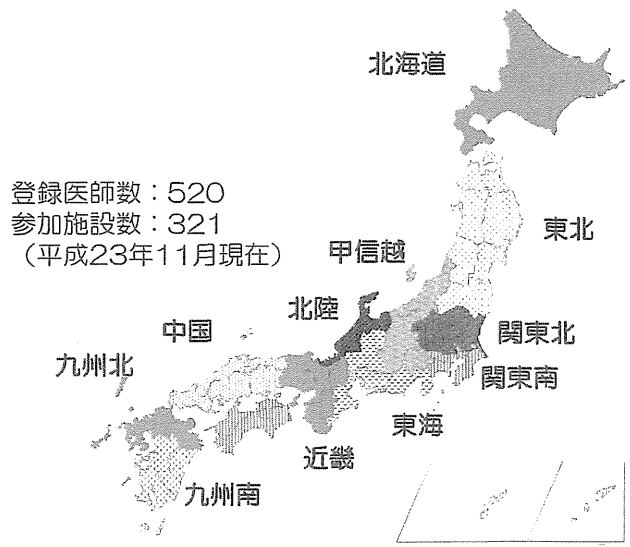 北海道
登録医師数：520
参加施設数：321
（平成23年11月現在）
東北
甲信越
北陸
中国
関東北
九州北
関東南
東海
近畿
九州南